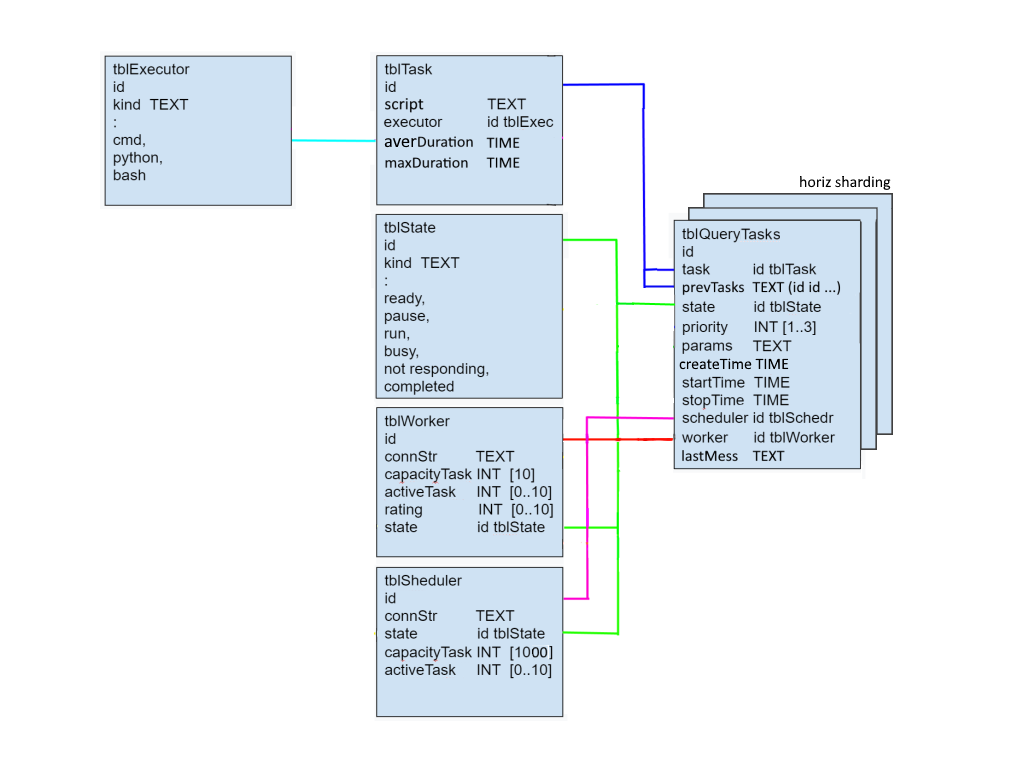 tblExecutor
id
kind TEXT
:
cmd,
python,
bash
tblTask
id
script TEXT
executor id tblExec
averDuration TIME
maxDuration TIME
tblState
id
kind TEXT
:
ready,
pause,
run,
busy,
not responding,
completed
tblWorker
id
connStr TEXT
capacityTask INT [10]
activeTask INT [0..10]
rating INT [0..10]
state id tblState
tblSheduler
id
connStr TEXT
state id tblState
capacityTask INT [1000]
activeTask INT [0..10]
horiz sharding
tblQueryTasks
id
task id tblTask
prevTasks TEXT (id id ...)
state id tblState
priority INT [1..3]
params TEXT
createTime TIME
startTime TIME
stopTime TIME
scheduler id tblSchedr
worker id tblWorker
lastMess TEXT